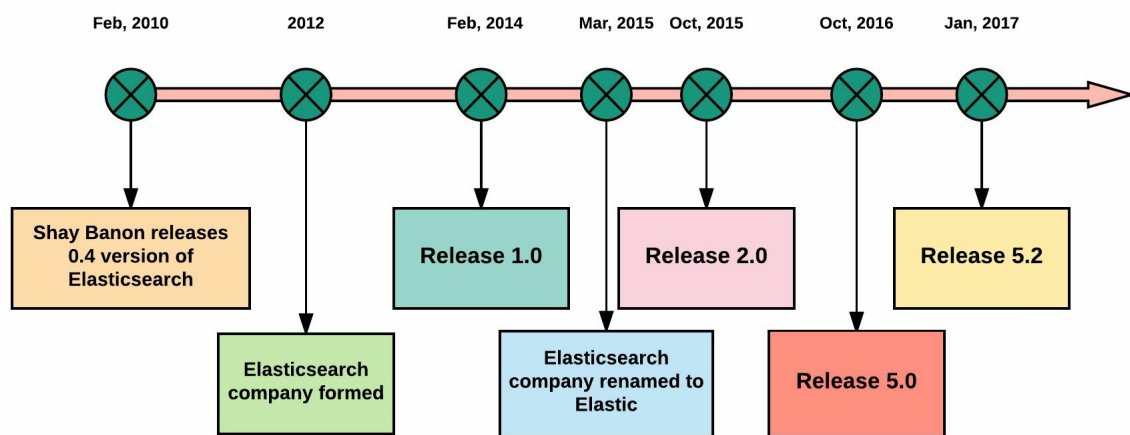 Feb, 2010
2012
Feb, 2014
Mar, 2015
Oct, 2015
Oct, 2016
Jan, 2017
Shay Banon releases
0.4 version of
Elasticsearch
Elasticsearch
company formed
Release 1.0
Elasticsearch
company renamed to
Elastic
Release 2.0
Release 5.0
Release 5.2